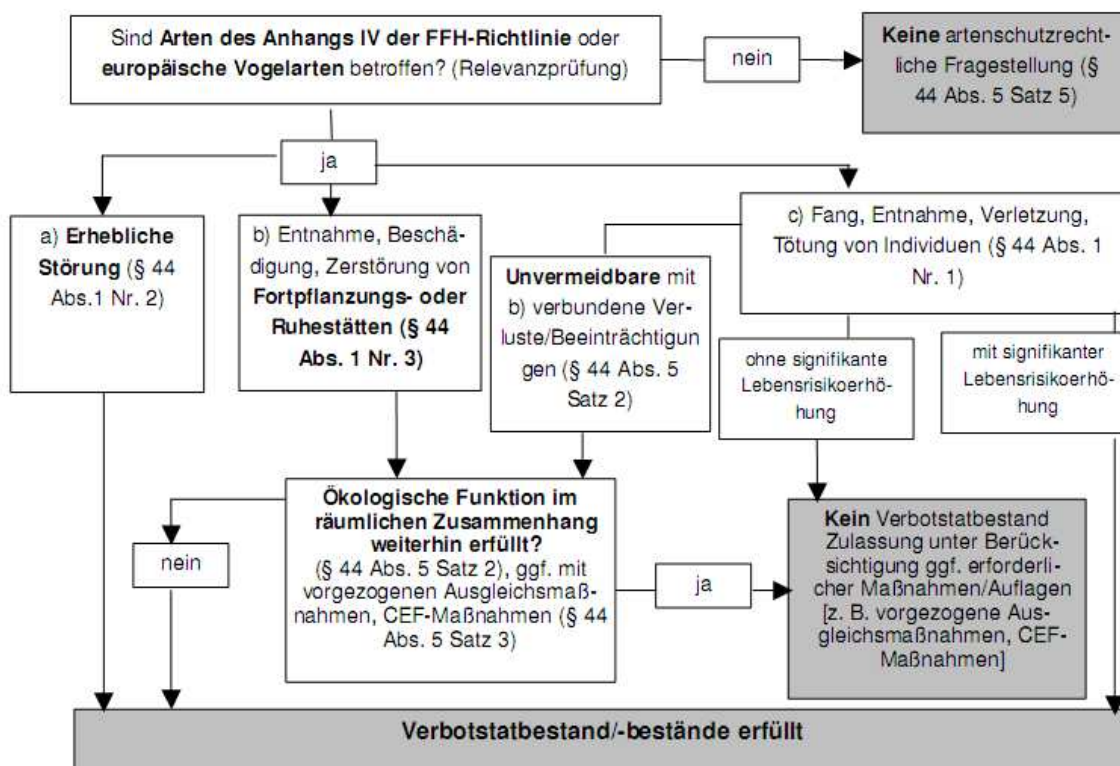 Sind Arten des Anhangs IV der FFH-Richtlinie oder
europäische Vogelarten betroffen? (Relevanzprüfung)
nein
Keine artenschutzrecht-
liche Fragestellung (§
44 Abs. 5 Satz 5)
ja
a) Erhebliche
Störung (§ 44
Abs.1 Nr. 2)
b) Entnahme, Beschä-
digung, Zerstörung von
Fortpflanzungs- oder
Ruhestätten (§ 44
Abs. 1 Nr. 3)
Unvermeidbare mit
b) verbundene Ver-
luste/Beeinträchtigun
gen (§ 44 Abs. 5
Satz 2)
c) Fang, Entnahme, Verletzung,
Tötung von Individuen (§ 44 Abs. 1
Nr. 1)
ohne signifikante
Lebensrisikoerhö-
hung
mit signifikanter
Lebensrisikoerhö-
hung
Ökologische Funktion im
räumlichen Zusammenhang
weiterhin erfüllt?
(§ 44 Abs. 5 Satz 2), ggf. mit
vorgezogenen Ausgleichsmaß-
nahmen, CEF-Maßnahmen (§ 44
Abs. 5 Satz 3)
nein
ja
Kein Verbotstatbestand
Zulassung unter Berück-
sichtigung ggf. erforderli-
cher Maßnahmen/Auflagen
[z. B. vorgezogene Aus-
gleichsmaßnahmen, CEF-
Maßnahmen]
Verbotstatbestand/-bestände erfüllt